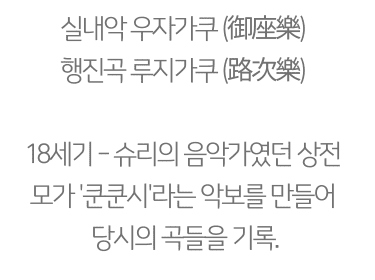 실내악 우자가쿠 (御座樂)
행진곡 루지가쿠 (路次樂)
18세기 – 슈리의 음악가였던 상전
모가 '쿤쿤시'라는 악보를 만들어
당시의 곡들을 기록.